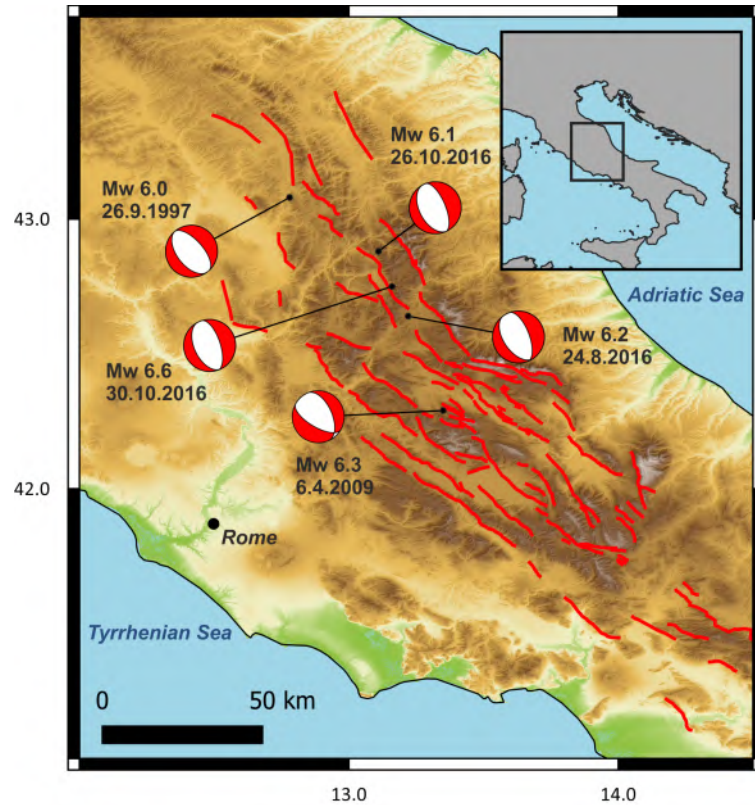 Mw 6.1
26.10.2016
Mw 6.0
26.9.1997
43.0
Adriatic Sea
Mw 6.2
24.8.2016
Mw 6.6
30.10.2016
Mw 6.3
6.4.2009
42.0
Rome
Tyrrhenian Sea
0 50 km
13.0 14.0